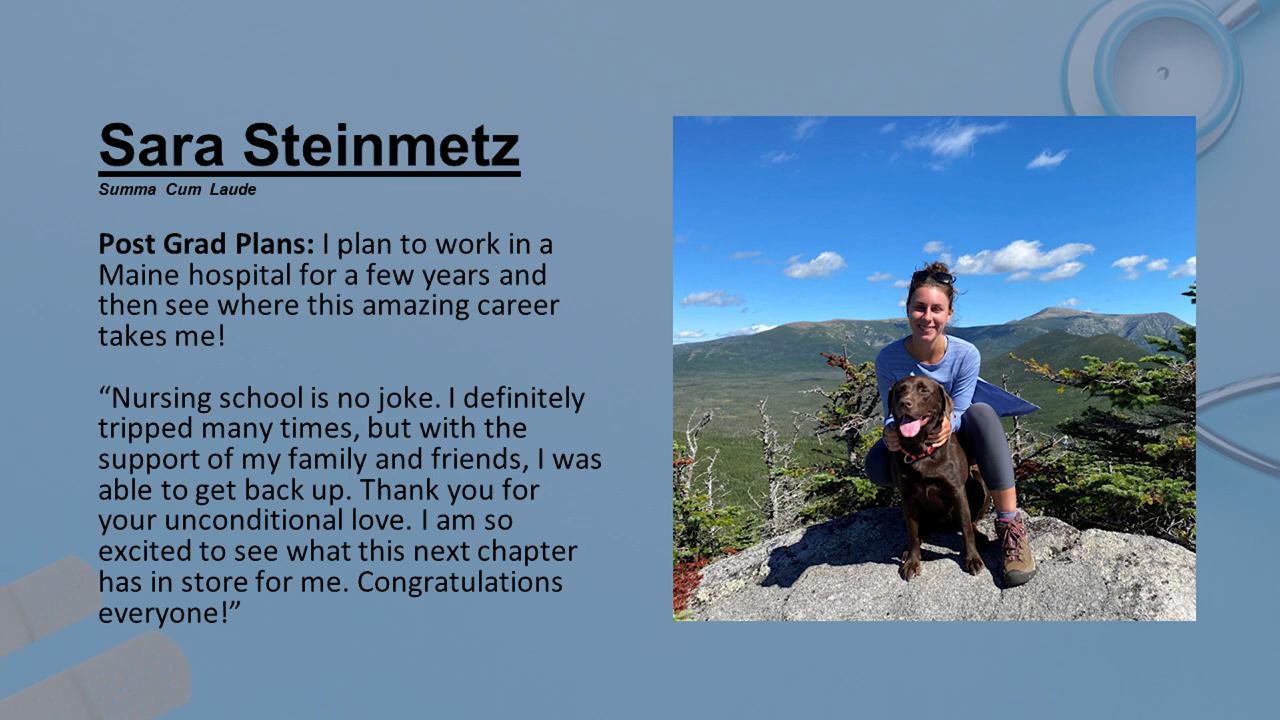 Sara Steinmetz
Summa Cum Laude
Post Grad Plans: I plan to work in a
Maine hospital for a few years and
then see where this amazing career
takes me!
“Nursing school is no joke. I definitely
tripped many times, but with the
support of my family and friends, I was
able to get back up. Thank you for
your unconditional love. I am so
excited to see what this next chapter
has in store for me. Congratulations
everyone!”